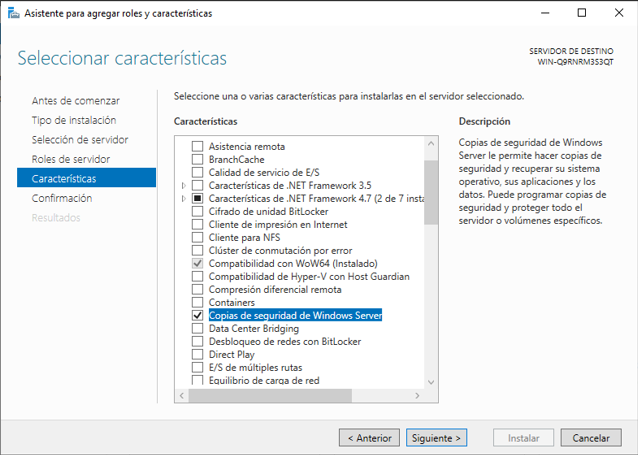 Asistente para agregar roles y características
Seleccionar características
SERVIDOR DE DESTINO
WIN-Q9RNRM3S3QT
Antes de comenzar
Tipo de instalación
Selección de servidor
Roles de servidor
Características
Confirmación
Resultados
Seleccione una o varias características para instalarlas en el servidor seleccionado.
Características
Asistencia remota
BranchCache
Calidad de servicio de E/S
Características de .NET Framework 3.5
Características de .NET Framework 4.7 (2 de 7 insta
Cifrado de unidad BitLocker
Cliente de impresión en Internet
Cliente para NFS
Clúster de conmutación por error
Compatibilidad con WoW64 (Instalado)
Compatibilidad de Hyper-V con Host Guardian
Compresión diferencial remota
Containers
Copias de seguridad de Windows Server
Data Center Bridging
Desbloqueo de redes con BitLocker
Direct Play
E/S de múltiples rutas
Equilibrio de carga de red
Descripción
Copias de seguridad de Windows
Server le permite hacer copias de
seguridad y recuperar su sistema
operativo, sus aplicaciones y los
datos. Puede programar copias de
seguridad y proteger todo el
servidor o volúmenes específicos.
< Anterior
Siguiente >
Instalar
Cancelar